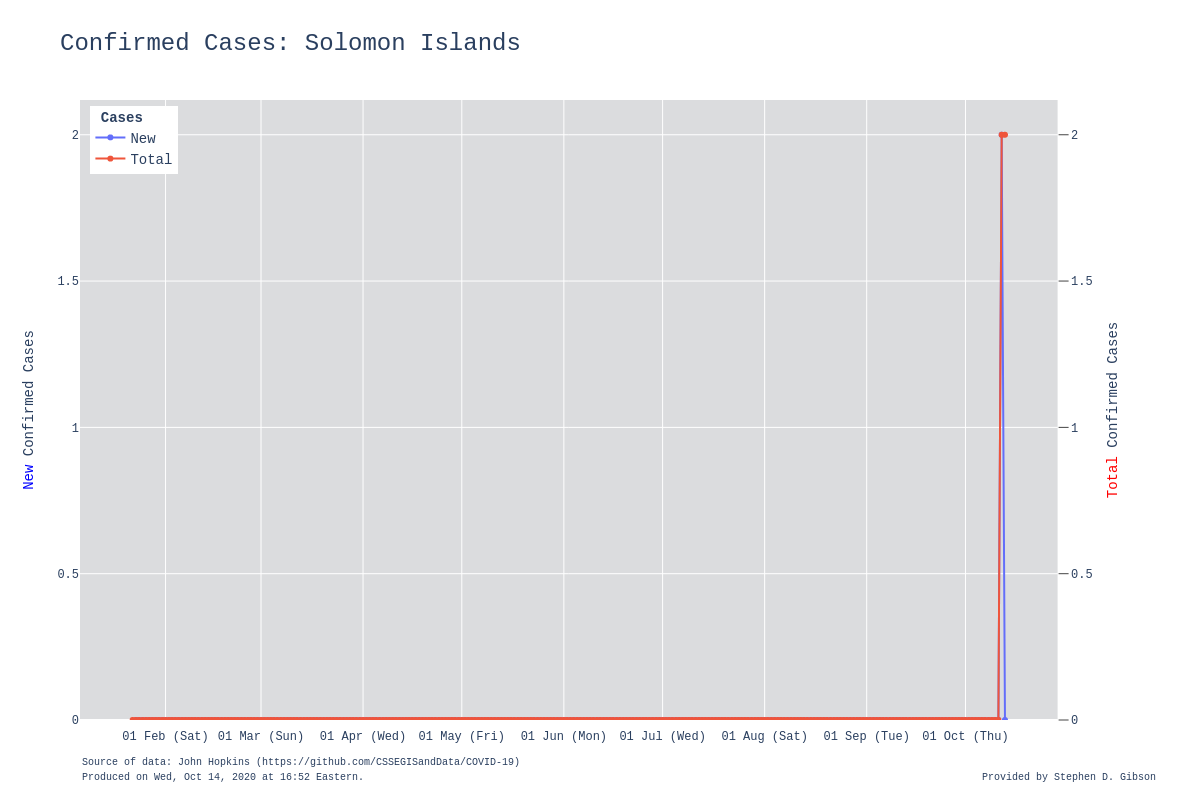 Confirmed Cases: Solomon Islands
Cases
New
Total
2
1.5
1
0.5
0
2
1.5
1
0.5
0
New Confirmed Cases
Total Confirmed Cases
01 Feb (Sat) 01 Mar (Sun) 01 Apr (Wed) 01 May (Fri) 01 Jun (Mon) 01 Jul (Wed) 01 Aug (Sat) 01 Sep (Tue) 01 Oct (Thu)
Source of data: John Hopkins (https://github.com/CSSEGISandData/COVID-19)
Produced on Wed, Oct 14, 2020 at 16:52 Eastern.
Provided by Stephen D. Gibson